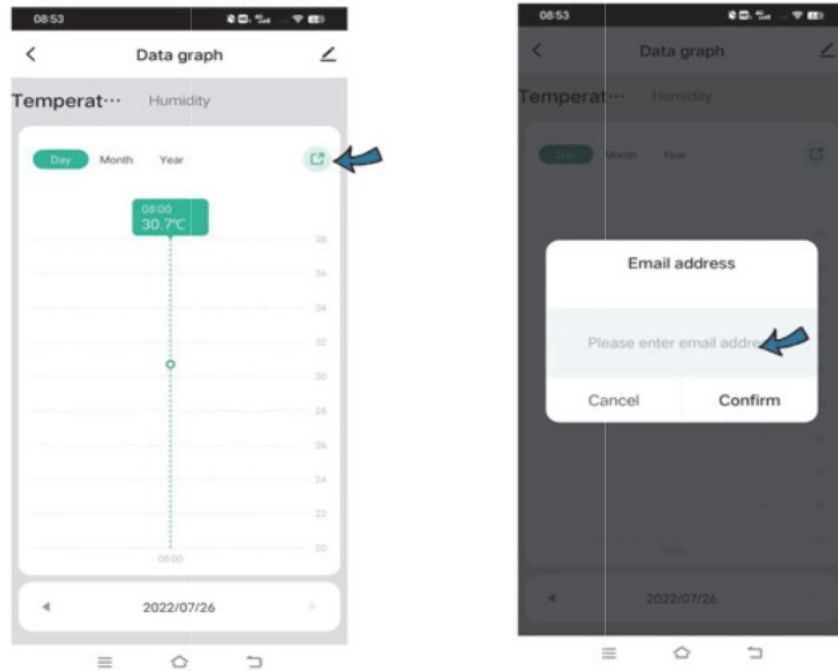 08:53
Data graph
Temperat··· Humidity
Day Month Year
08:00
30.7℃
38
36
34
32
30
28
26
24
22
20
08:00
2022/07/26
08:53
Data graph
Temperat··· Humidity
Day Month Year
Email address
Please enter email addre
Cancel Confirm
2022/07/26